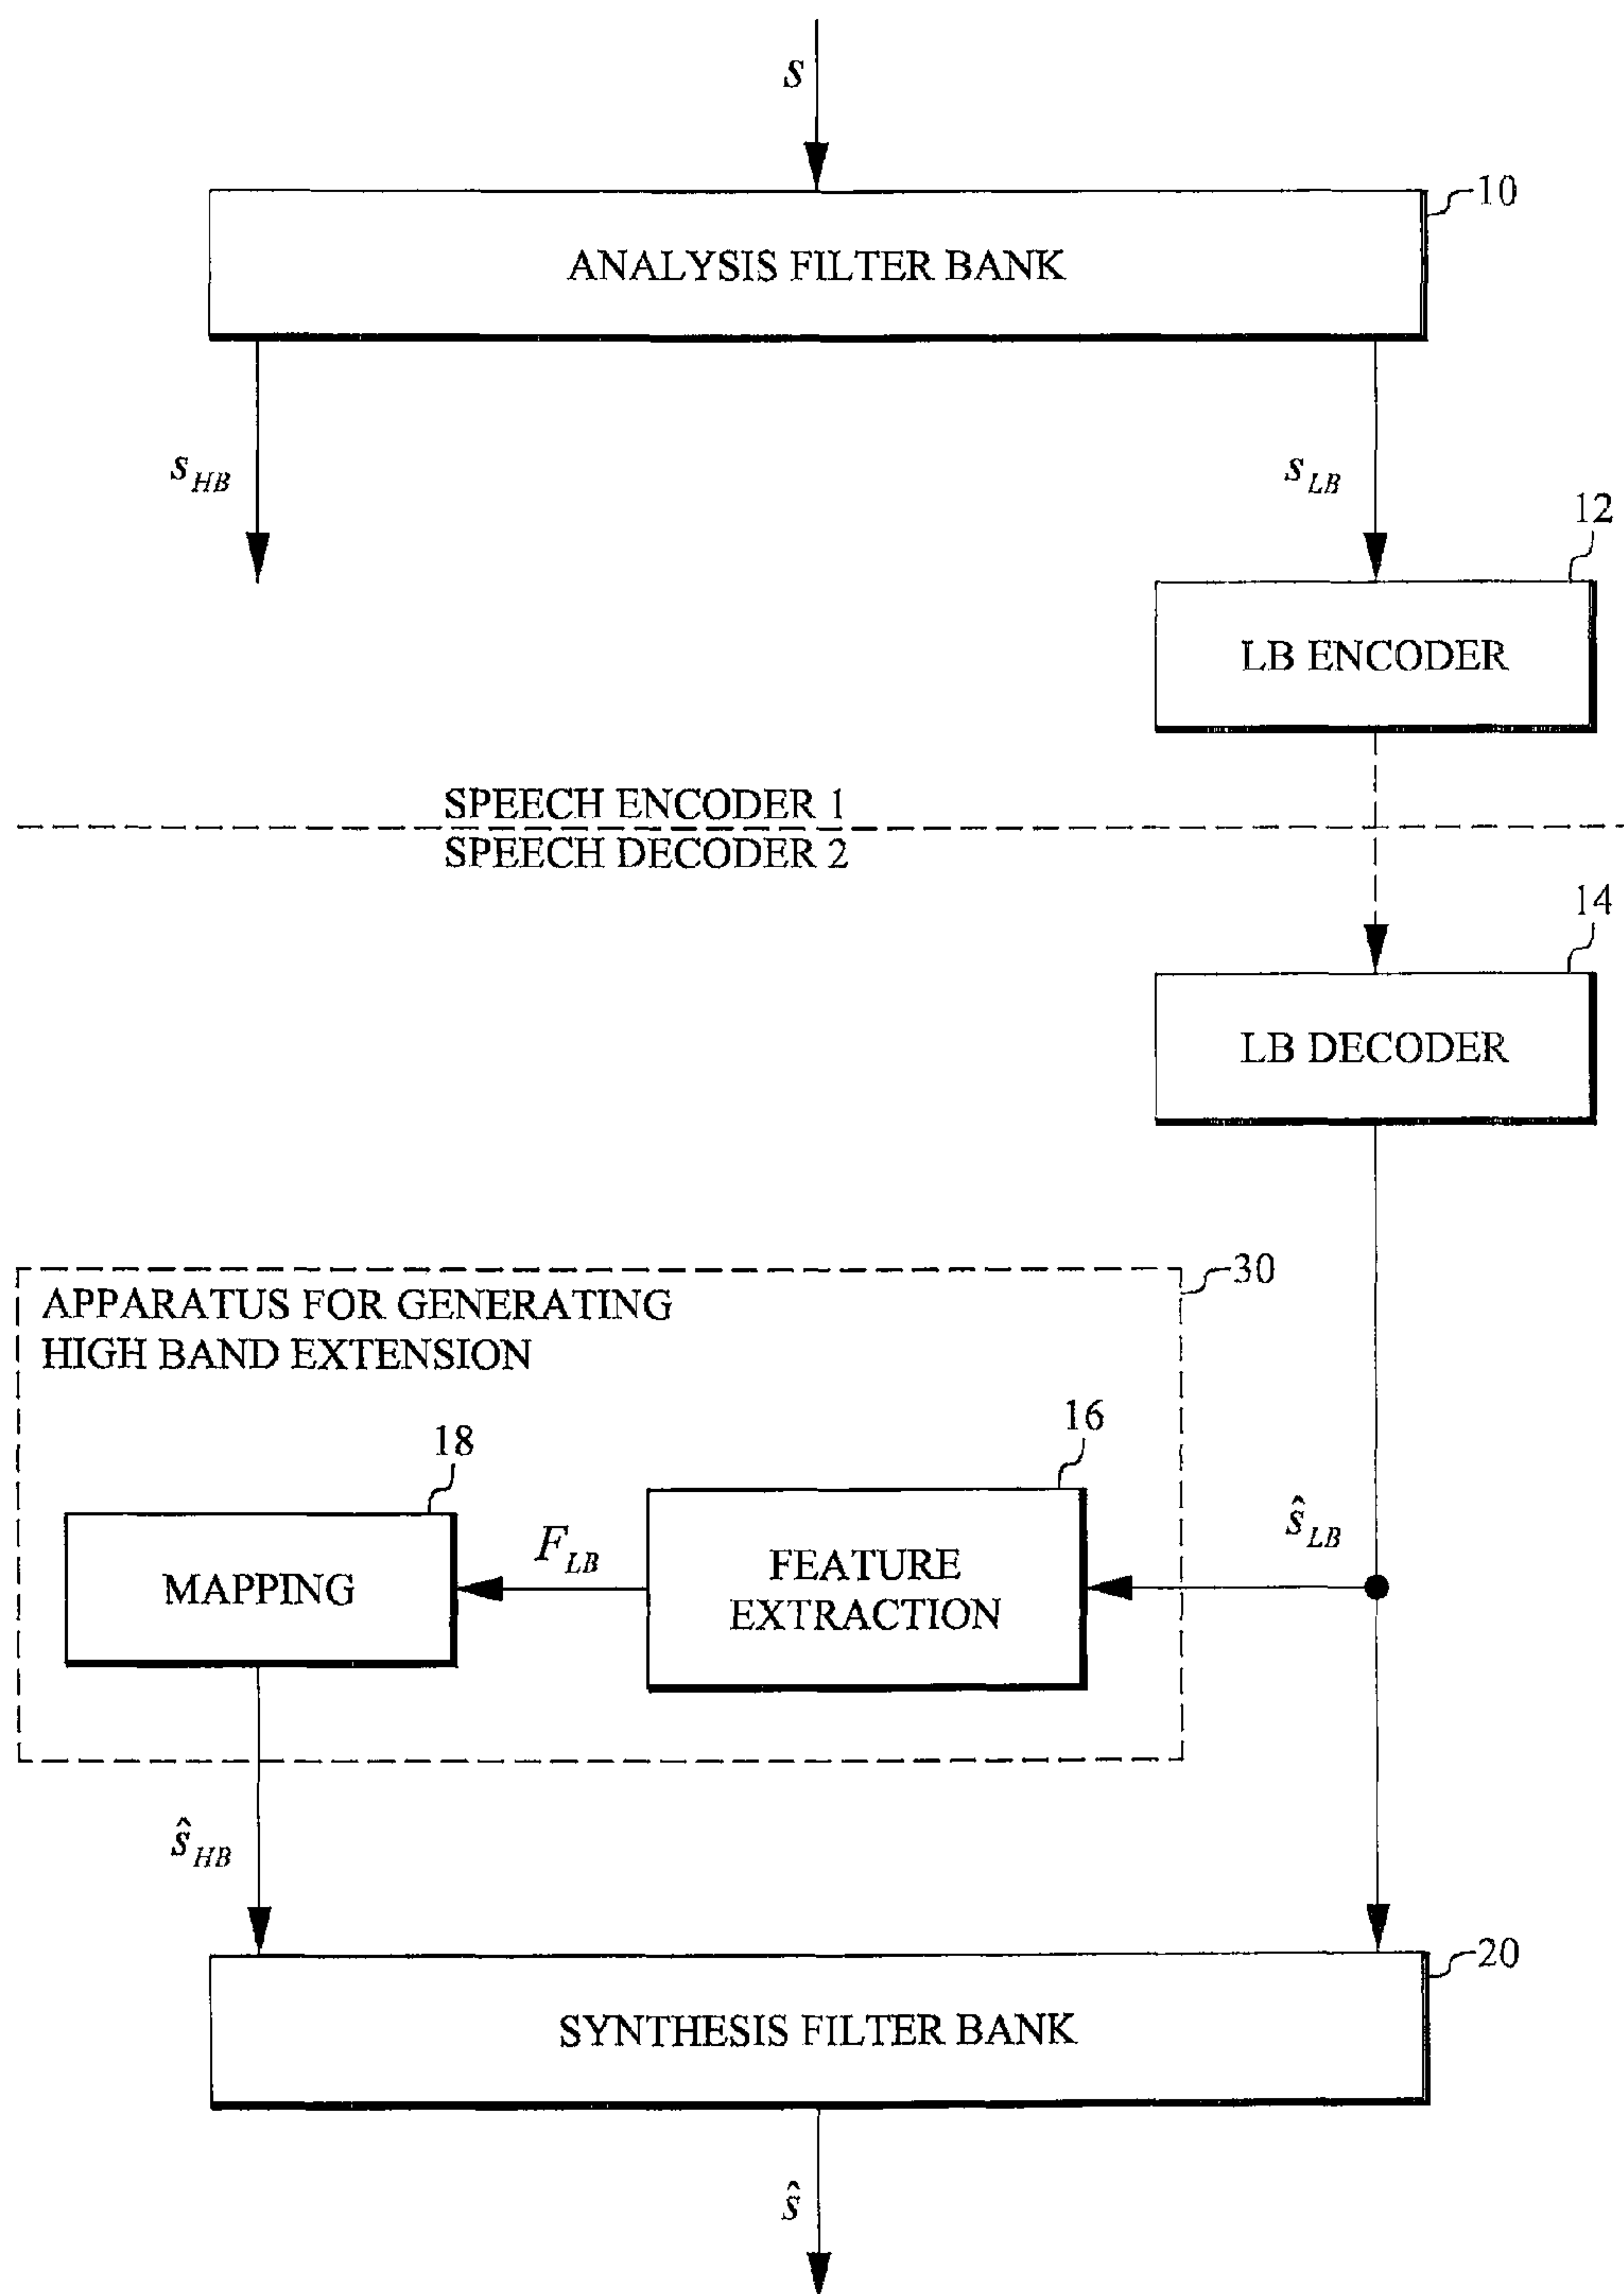 s
10
ANALYSIS FILTER BANK
s_HB
s_LB
12
LB ENCODER
SPEECH ENCODER 1
SPEECH DECODER 2
14
LB DECODER
30
APPARATUS FOR GENERATING
HIGH BAND EXTENSION
18
16
MAPPING
F_LB
FEATURE
EXTRACTION
ŝ_LB
ŝ_HB
20
SYNTHESIS FILTER BANK
ŝ